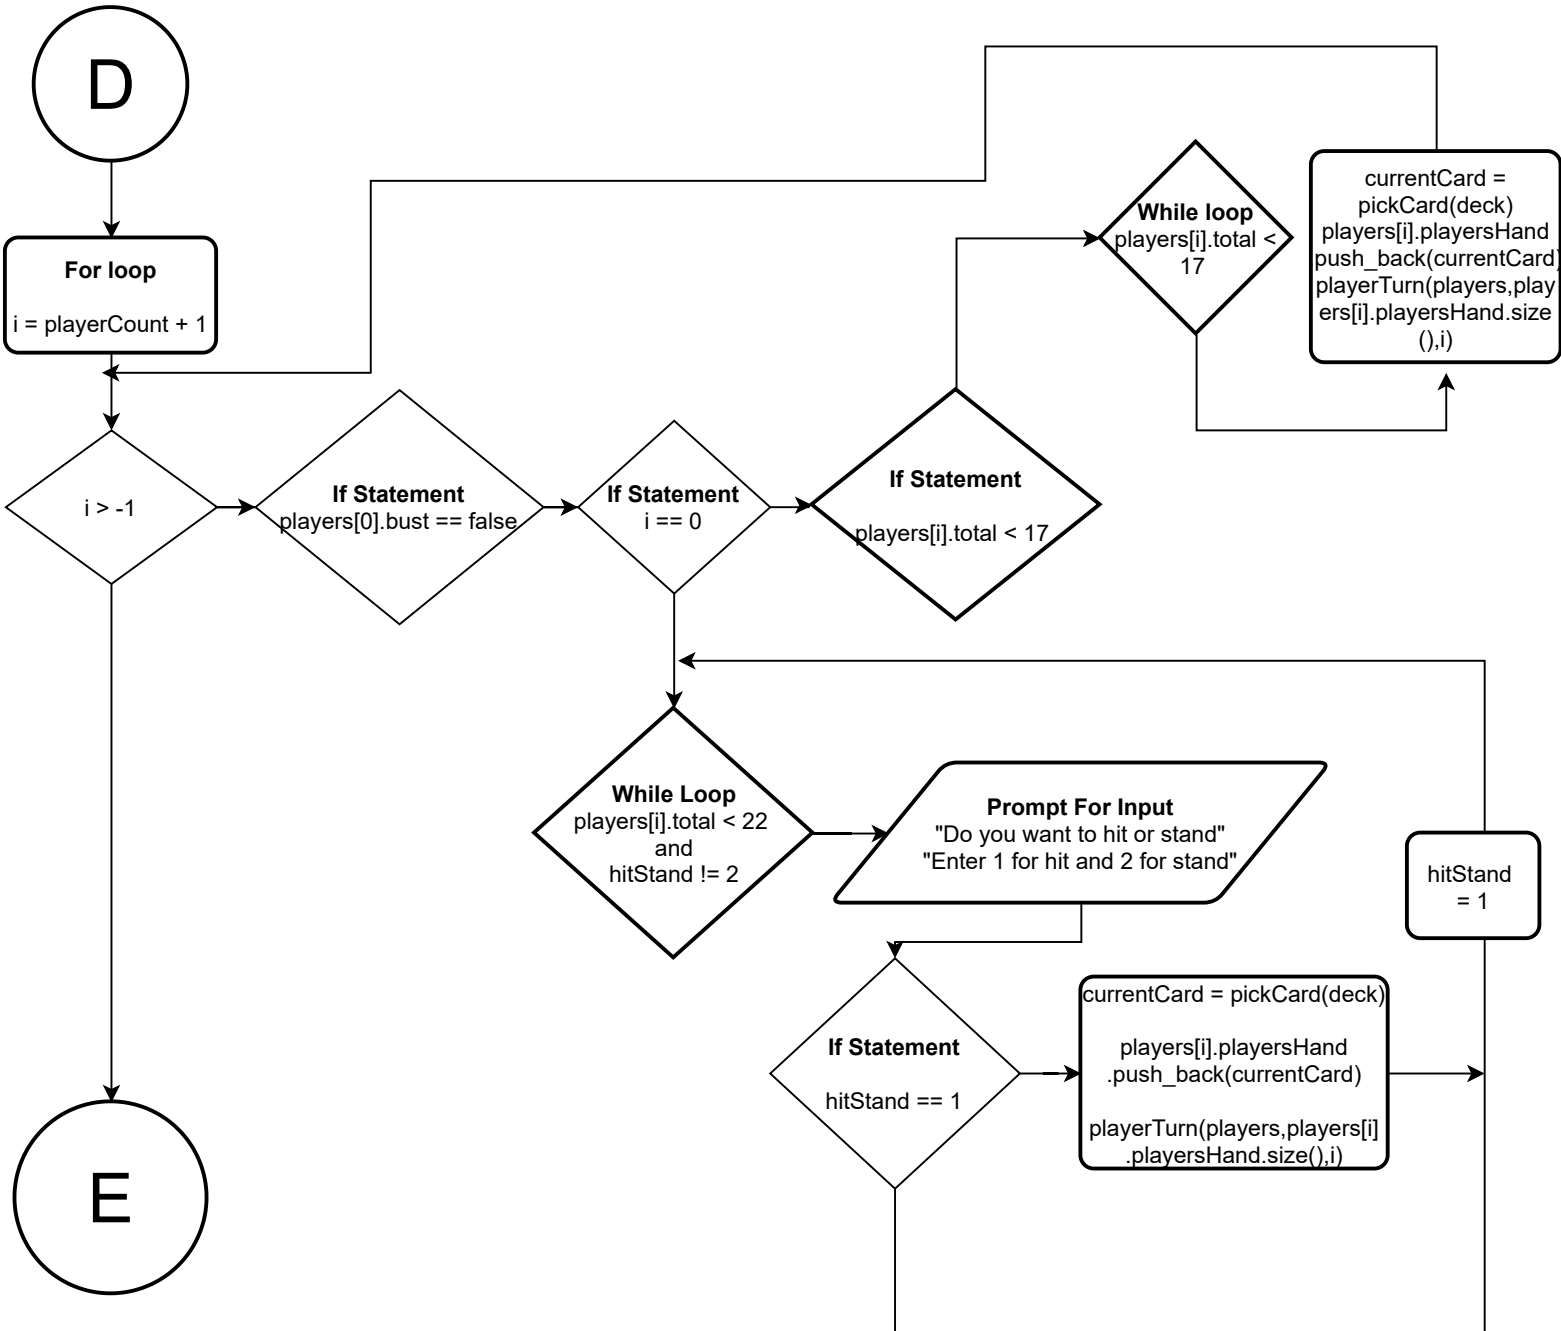 D
For loop
i = playerCount + 1
i > -1
If Statement
players[0].bust == false
If Statement
i == 0
If Statement
players[i].total < 17
While loop
players[i].total <
17
currentCard =
pickCard(deck)
players[i].playersHand
push_back(currentCard)
playerTurn(players,play
ers[i].playersHand.size
(),i)
While Loop
players[i].total < 22
and
hitStand != 2
Prompt For Input
"Do you want to hit or stand"
"Enter 1 for hit and 2 for stand"
hitStand
= 1
If Statement
hitStand == 1
currentCard = pickCard(deck)
players[i].playersHand
.push_back(currentCard)
playerTurn(players,players[i]
.playersHand.size(),i)
E